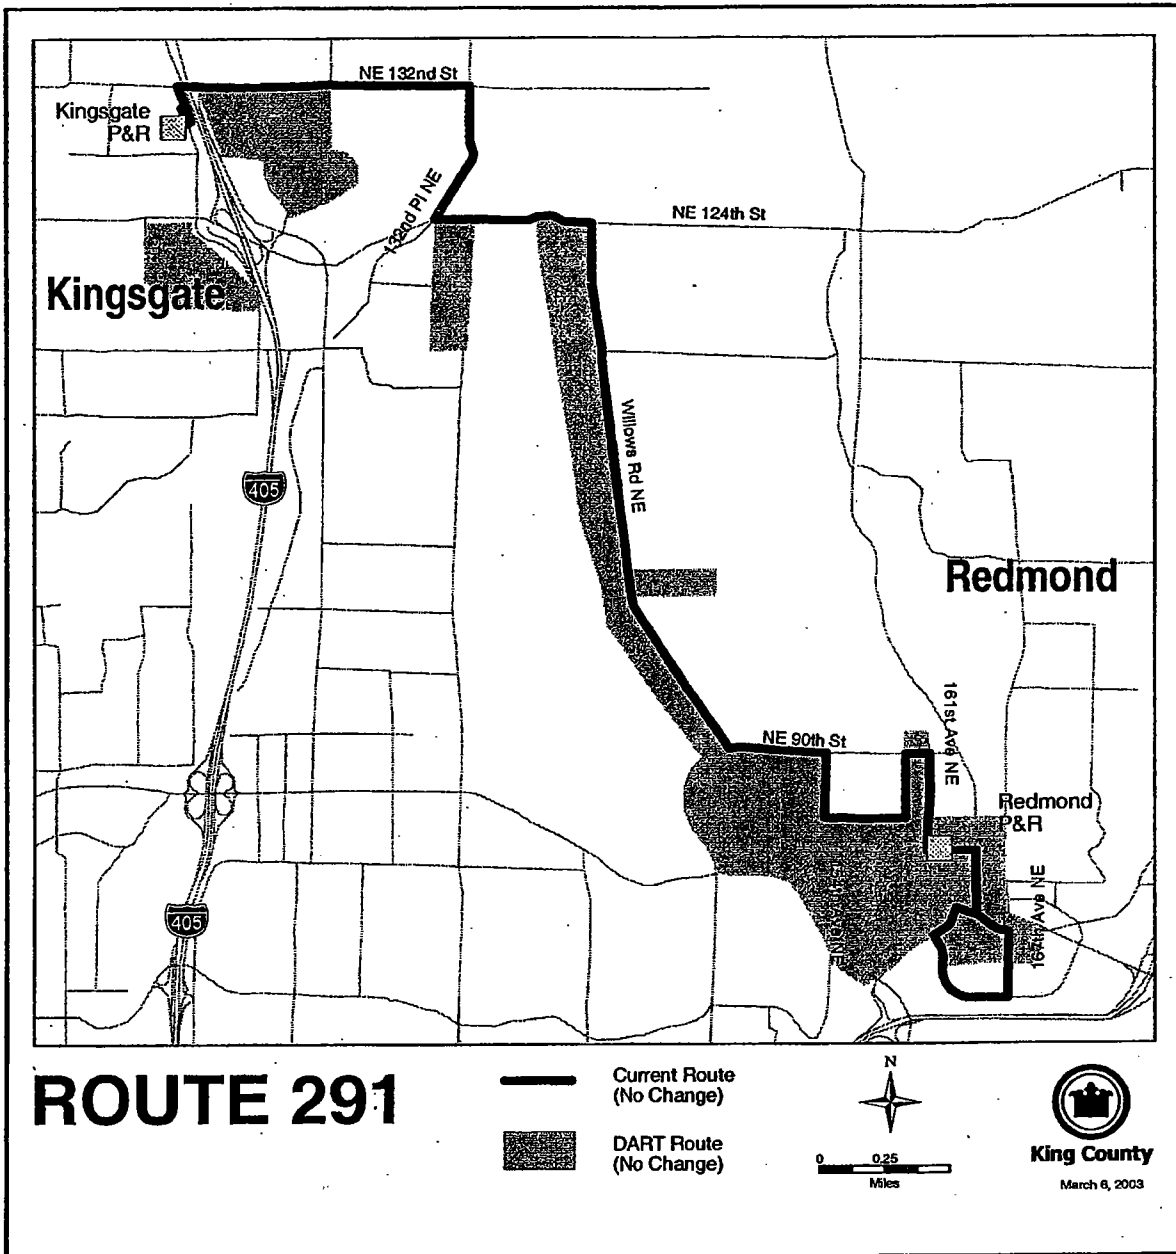 NE 132nd St
Kingsgate
P&R
132nd Pl NE
NE 124th St
Kingsgate
405
Willows Rd NE
Redmond
161st Ave NE
NE 90th St
Redmond
P&R
164th Ave NE
405
ROUTE 291
Current Route
(No Change)
DART Route
(No Change)
N
0 0.25
Miles
King County
March 6, 2003